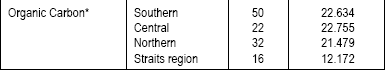 Organic Carbon* Southern 50 22.634
Central 22 22.755
Northern 32 21.479
Straits region 16 12.172